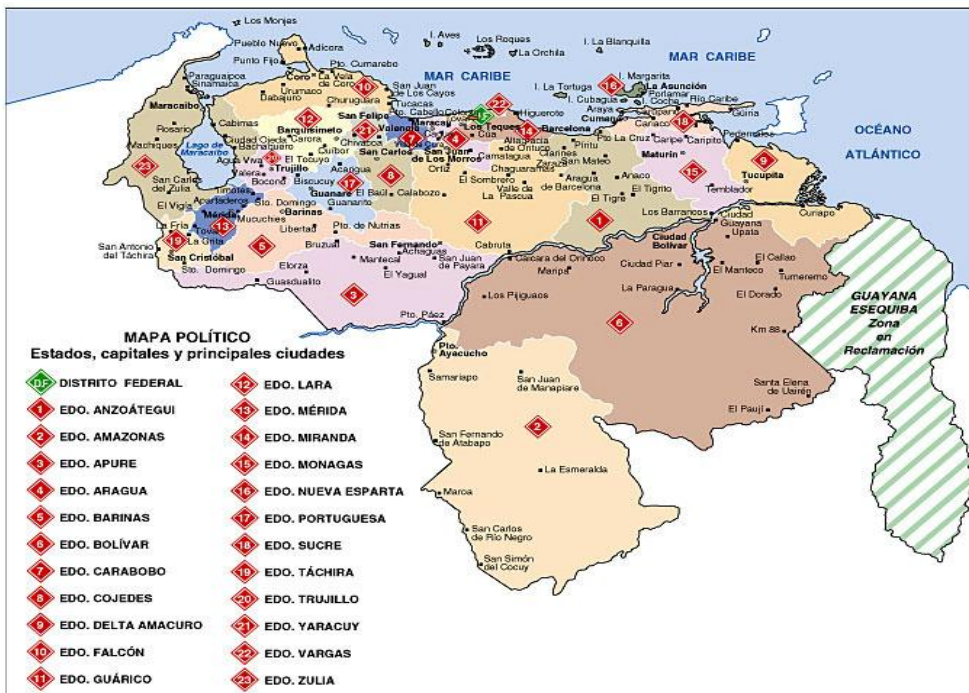 Los Monjes
Pueblo Nuevo
Adícora
Punto Fijo
Pto. Cumarebo
Paraguaipoa
Sinamaica
Coro
La Vela
de Coro
Urumaco
Dabajuro
Churuguara
San Juan
de Los Cayos
Tucacas
I. Aves
Los Roques
La Orchila
I. La Blanquilla
MAR CARIBE
MAR CARIBE
I. La Tortuga
I. Margarita
La Asunción
Porlamar
I. Coche
I. Cubagua
Araya
Cumaná
Río Caribe
Güiria
Cariaco
Pedernales
OCÉANO
ATLÁNTICO
Maracaibo
Cabimas
Rosario
Ciudad Ojeda
Machiques
Lago de
Maracaibo
San Carlos
del Zulia
El Vigía
Barquisimeto
Carora
San Felipe
Chivacoa
Quíbor
El Tocuyo
Agua Viva
Valera
Trujillo
Boconó
Biscucuy
Acarigua
Guanare
Guanarito
Timotes
Apartaderos
Mérida
Mucuchíes
Tovar
Sto. Domingo
Barinas
Libertad
Bruzual
Pto. de Nutrias
La Fría
La Grita
San Antonio
del Táchira
San Cristóbal
Sto. Domingo
Guasdualito
Elorza
Mantecal
El Yagual
Achaguas
San Fernando
San Juan
de Payara
Pto. Páez
Valencia
Pto. Cabello
Maracay
Los Teques
Cúa
Higuerote
San Carlos
San Juan
de Los Morros
Ortiz
El Baúl
Calabozo
El Sombrero
Camatagua
Altagracia
de Orituco
Chaguaramas
Valle de
La Pascua
Zaraza
Cabruta
Barcelona
Pto La Cruz
Clarines
Píritu
San Mateo
Aragua
de Barcelona
Anaco
El Tigrito
El Tigre
Caripe
Caripito
Maturín
Temblador
Los Barrancos
Tucupita
Curiapo
Ciudad
Guayana
Upata
Ciudad
Bolívar
Caicara del Orinoco
Maripa
Ciudad Piar
La Paragua
Los Pijiguaos
El Manteco
El Callao
Tumeremo
El Dorado
Km 88
Santa Elena
de Uairén
El Paují
GUAYANA
ESEQUIBA
Zona
en
Reclamación
Pto.
Ayacucho
Samariapo
San Juan
de Manapiare
San Fernando
de Atabapo
La Esmeralda
Maroa
San Carlos
de Río Negro
San Simón
del Cocuy
MAPA POLÍTICO
Estados, capitales y principales ciudades
D.F. DISTRITO FEDERAL
1 EDO. ANZOÁTEGUI
2 EDO. AMAZONAS
3 EDO. APURE
4 EDO. ARAGUA
5 EDO. BARINAS
6 EDO. BOLÍVAR
7 EDO. CARABOBO
8 EDO. COJEDES
9 EDO. DELTA AMACURO
10 EDO. FALCÓN
11 EDO. GUÁRICO
12 EDO. LARA
13 EDO. MÉRIDA
14 EDO. MIRANDA
15 EDO. MONAGAS
16 EDO. NUEVA ESPARTA
17 EDO. PORTUGUESA
18 EDO. SUCRE
19 EDO. TÁCHIRA
20 EDO. TRUJILLO
21 EDO. YARACUY
22 EDO. VARGAS
23 EDO. ZULIA